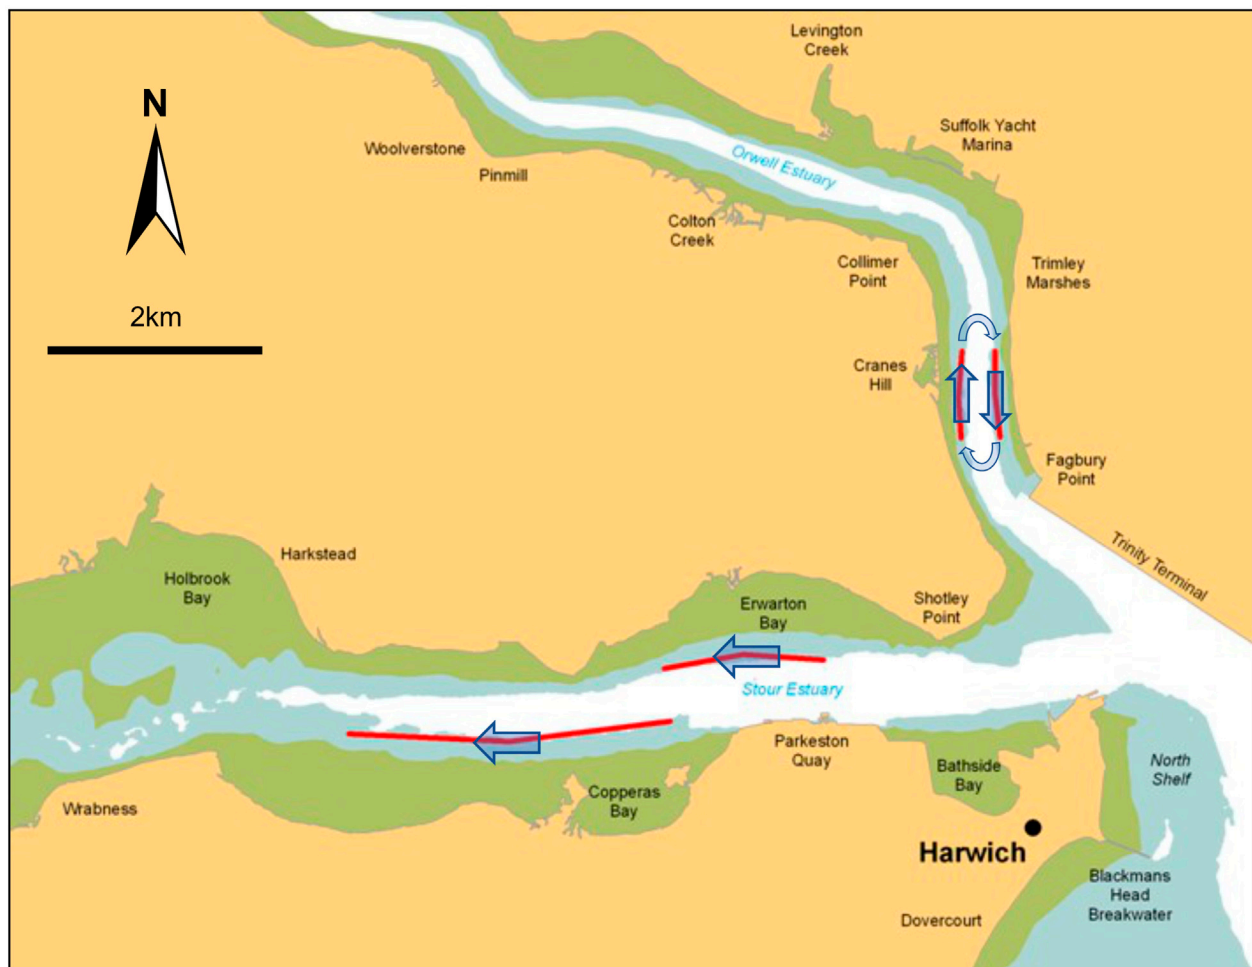 Levington
Creek
N
Suffolk Yacht
Marina
Woolverstone
Orwell Estuary
Pinmill
Colton
Creek
Collimer
Point
Trimley
Marshes
2km
Cranes
Hill
Fagbury
Point
Trinity Terminal
Harkstead
Holbrook
Bay
Erwarton
Bay
Shotley
Point
Stour Estuary
Parkeston
Quay
North
Shelf
Bathside
Bay
Copperas
Bay
Wrabness
Harwich
Blackmans
Head
Breakwater
Dovercourt